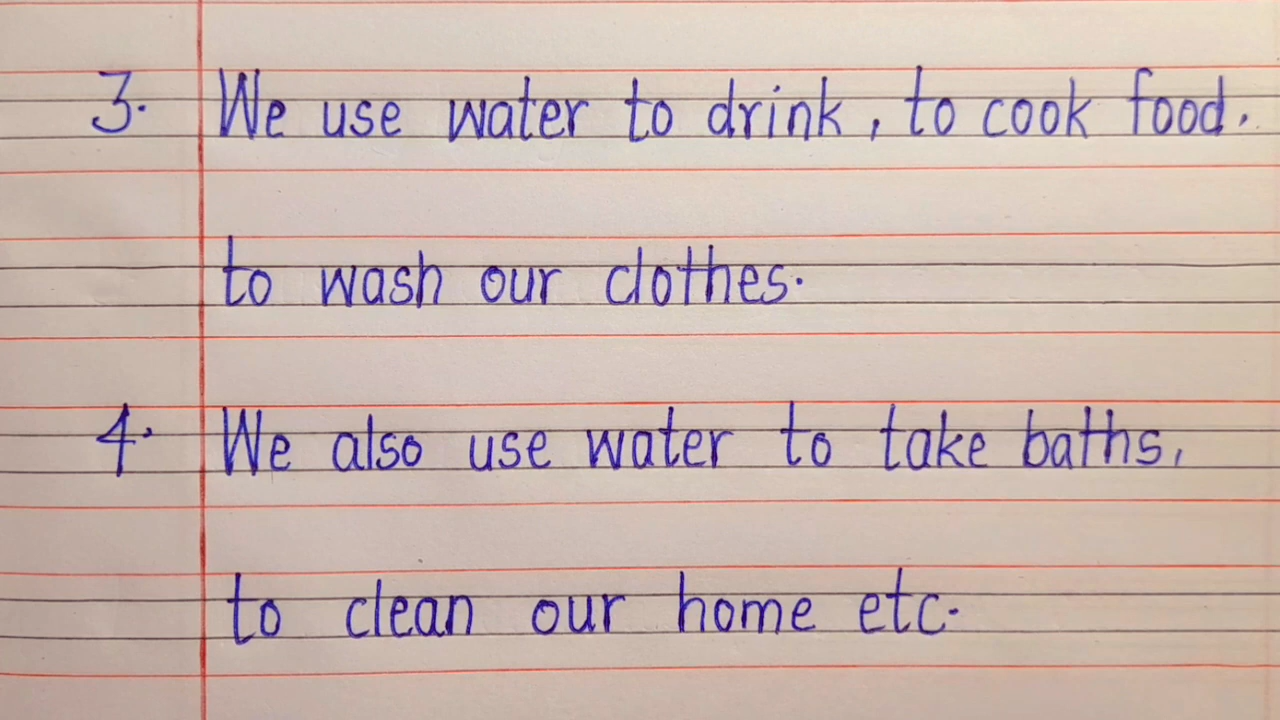 3. We use water to drink, to cook food.
to wash our clothes.
4. We also use water to take baths,
to clean our home etc.